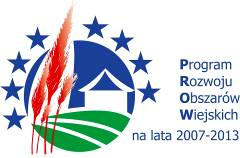 Program
Rozwoju
Obszarów
Wiejskich
na lata 2007-2013